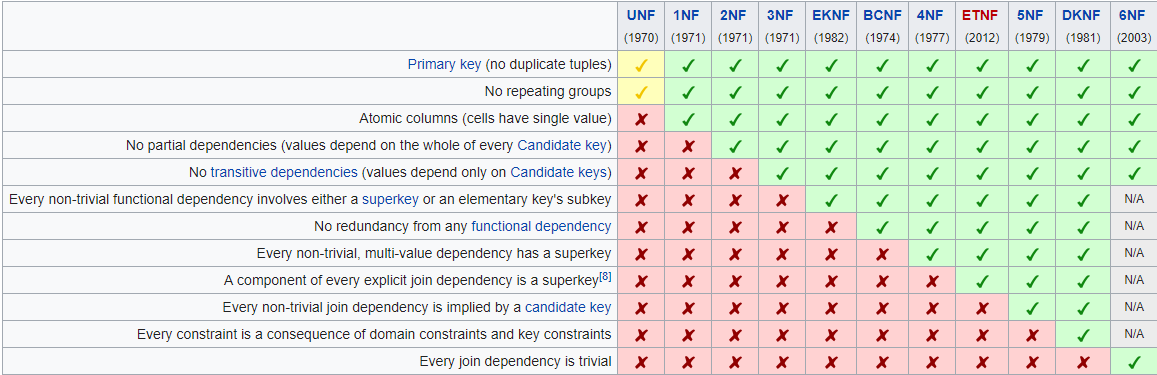 UNF 1NF 2NF 3NF EKNF BCNF 4NF ETNF 5NF DKNF 6NF
(1970) (1971) (1971) (1971) (1982) (1974) (1977) (2012) (1979) (1981) (2003)
Primary key (no duplicate tuples) ✓ ✓ ✓ ✓ ✓ ✓ ✓ ✓ ✓ ✓ ✓
No repeating groups ✓ ✓ ✓ ✓ ✓ ✓ ✓ ✓ ✓ ✓ ✓
Atomic columns (cells have single value) ✗ ✓ ✓ ✓ ✓ ✓ ✓ ✓ ✓ ✓ ✓
No partial dependencies (values depend on the whole of every Candidate key) ✗ ✗ ✓ ✓ ✓ ✓ ✓ ✓ ✓ ✓ ✓
No transitive dependencies (values depend only on Candidate keys) ✗ ✗ ✗ ✓ ✓ ✓ ✓ ✓ ✓ ✓ ✓
Every non-trivial functional dependency involves either a superkey or an elementary key's subkey ✗ ✗ ✗ ✗ ✓ ✓ ✓ ✓ ✓ ✓ N/A
No redundancy from any functional dependency ✗ ✗ ✗ ✗ ✗ ✓ ✓ ✓ ✓ ✓ N/A
Every non-trivial, multi-value dependency has a superkey ✗ ✗ ✗ ✗ ✗ ✗ ✓ ✓ ✓ ✓ N/A
A component of every explicit join dependency is a superkey[8] ✗ ✗ ✗ ✗ ✗ ✗ ✗ ✓ ✓ ✓ N/A
Every non-trivial join dependency is implied by a candidate key ✗ ✗ ✗ ✗ ✗ ✗ ✗ ✗ ✓ ✓ N/A
Every constraint is a consequence of domain constraints and key constraints ✗ ✗ ✗ ✗ ✗ ✗ ✗ ✗ ✗ ✓ N/A
Every join dependency is trivial ✗ ✗ ✗ ✗ ✗ ✗ ✗ ✗ ✗ ✗ ✓